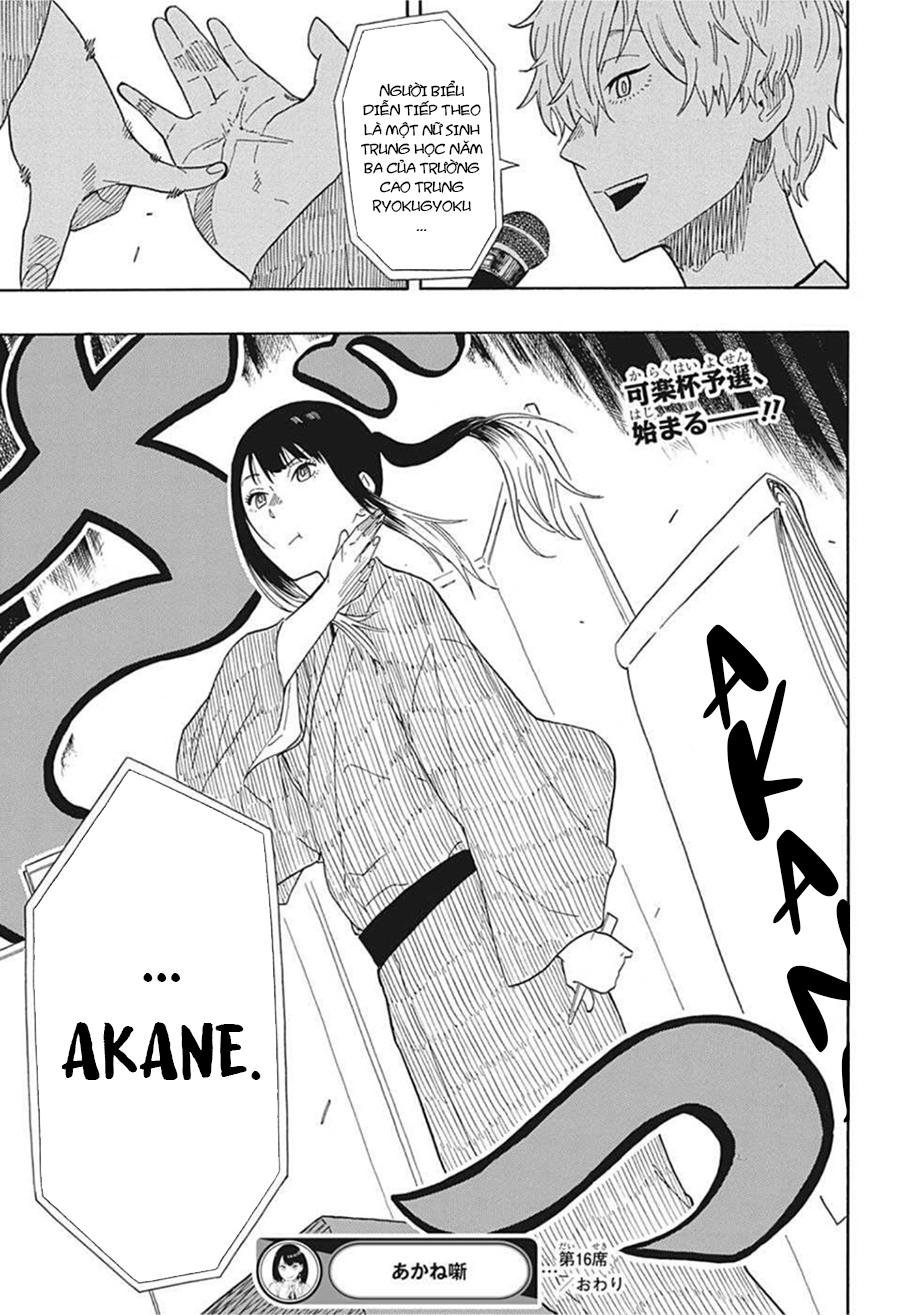 NGƯỜI BIỂU
DIỄN TIẾP THEO
LÀ MỘT NỮ SINH
TRUNG HỌC NĂM
BA CỦA TRƯỜNG
CAO TRUNG
RYOKUGYOKU
...
可楽杯予選、
始まる――!!
AKANE
...
AKANE.
あかね噺
第16席
…おわり